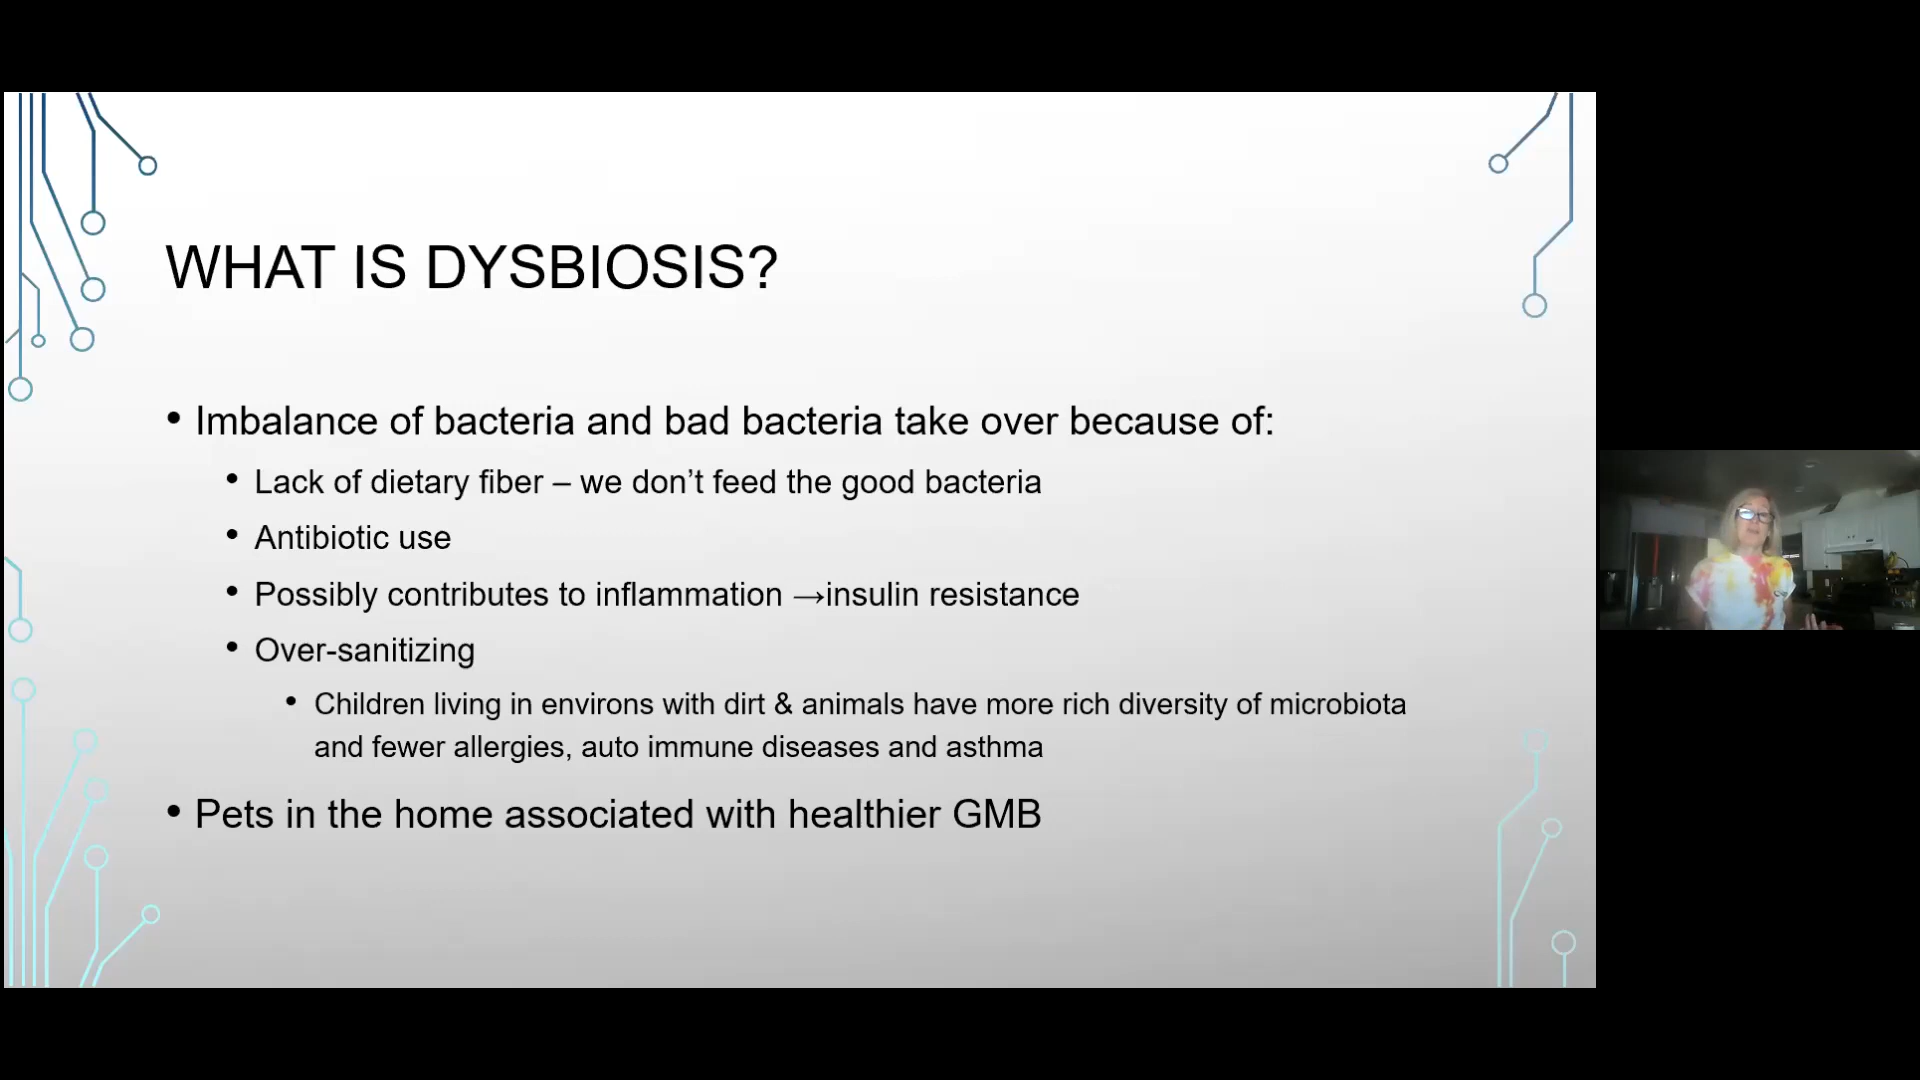 WHAT IS DYSBIOSIS?
• Imbalance of bacteria and bad bacteria take over because of:
• Lack of dietary fiber – we don’t feed the good bacteria
• Antibiotic use
• Possibly contributes to inflammation →insulin resistance
• Over-sanitizing
• Children living in environs with dirt & animals have more rich diversity of microbiota
and fewer allergies, auto immune diseases and asthma
• Pets in the home associated with healthier GMB